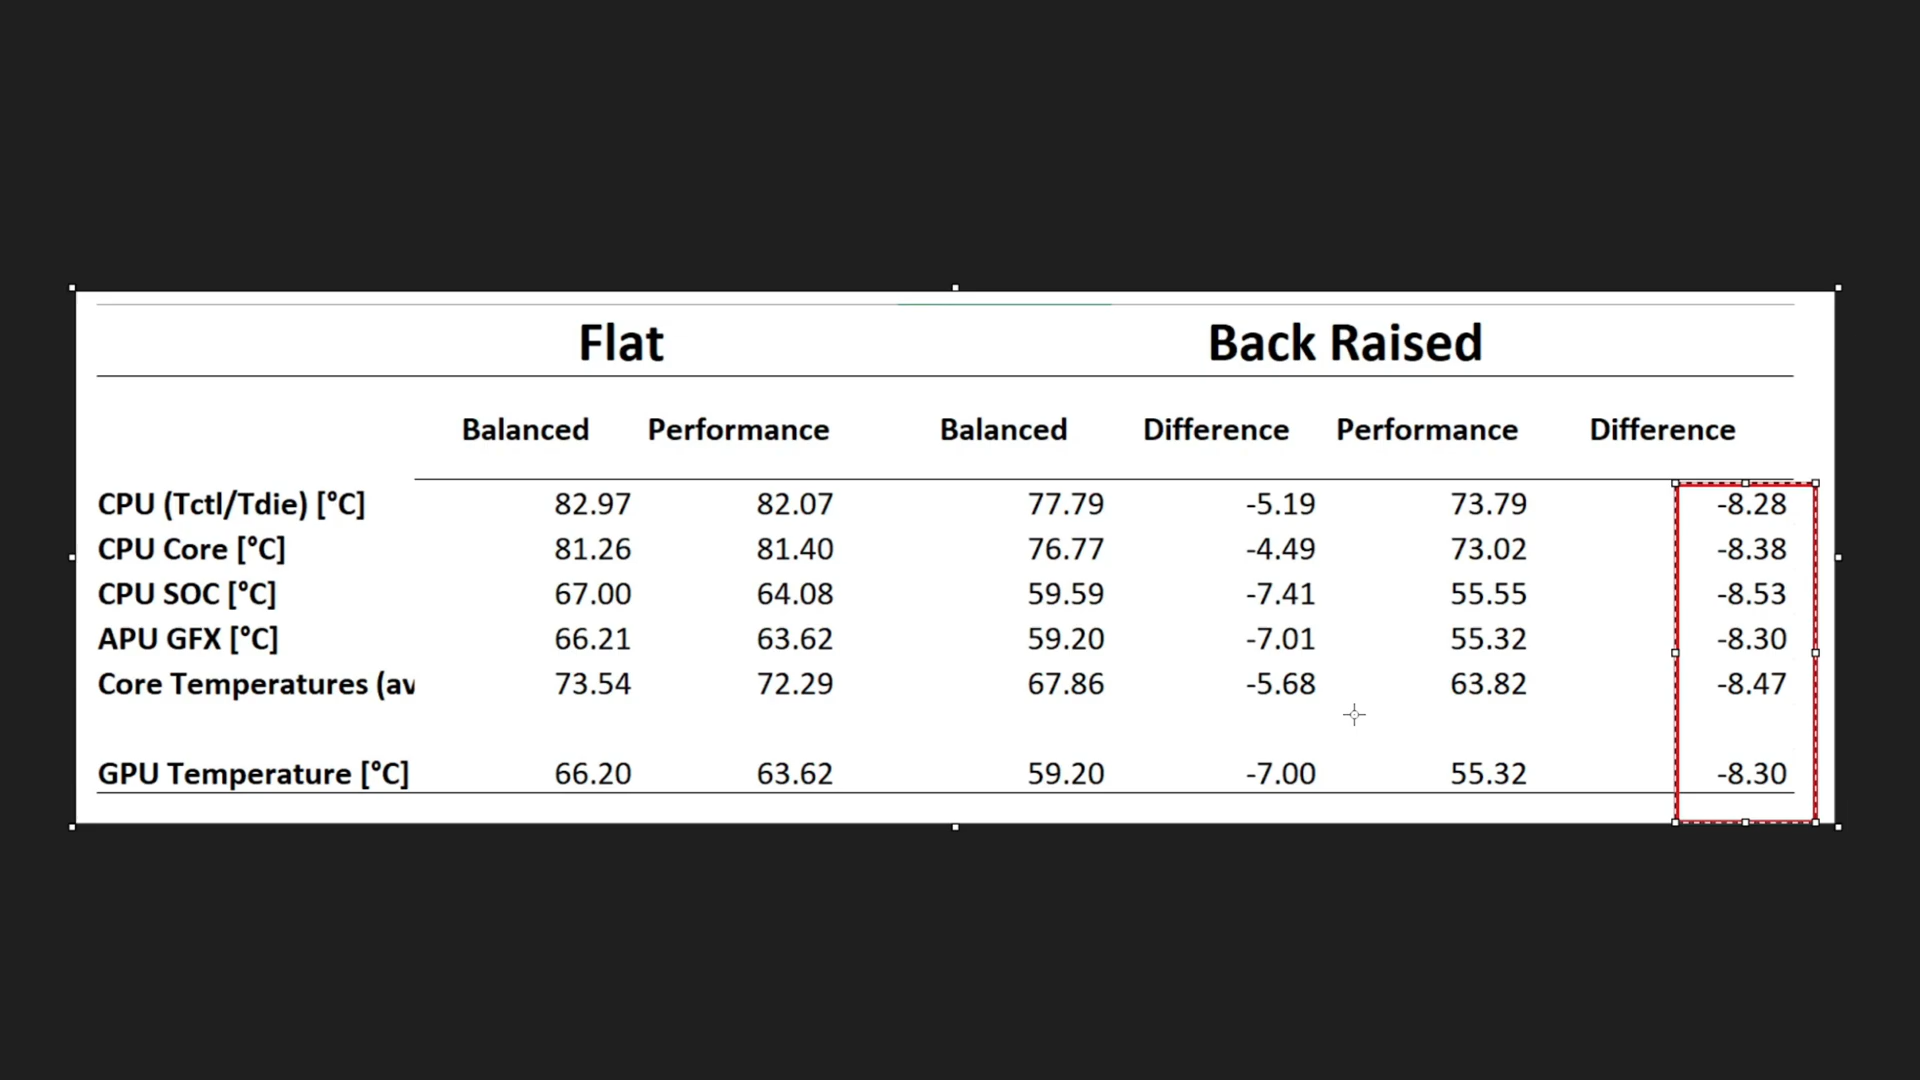 Flat Back Raised
Balanced Performance Balanced Difference Performance Difference
CPU (Tctl/Tdie) [°C] 82.97 82.07 77.79 -5.19 73.79 -8.28
CPU Core [°C] 81.26 81.40 76.77 -4.49 73.02 -8.38
CPU SOC [°C] 67.00 64.08 59.59 -7.41 55.55 -8.53
APU GFX [°C] 66.21 63.62 59.20 -7.01 55.32 -8.30
Core Temperatures (av 73.54 72.29 67.86 -5.68 63.82 -8.47
GPU Temperature [°C] 66.20 63.62 59.20 -7.00 55.32 -8.30